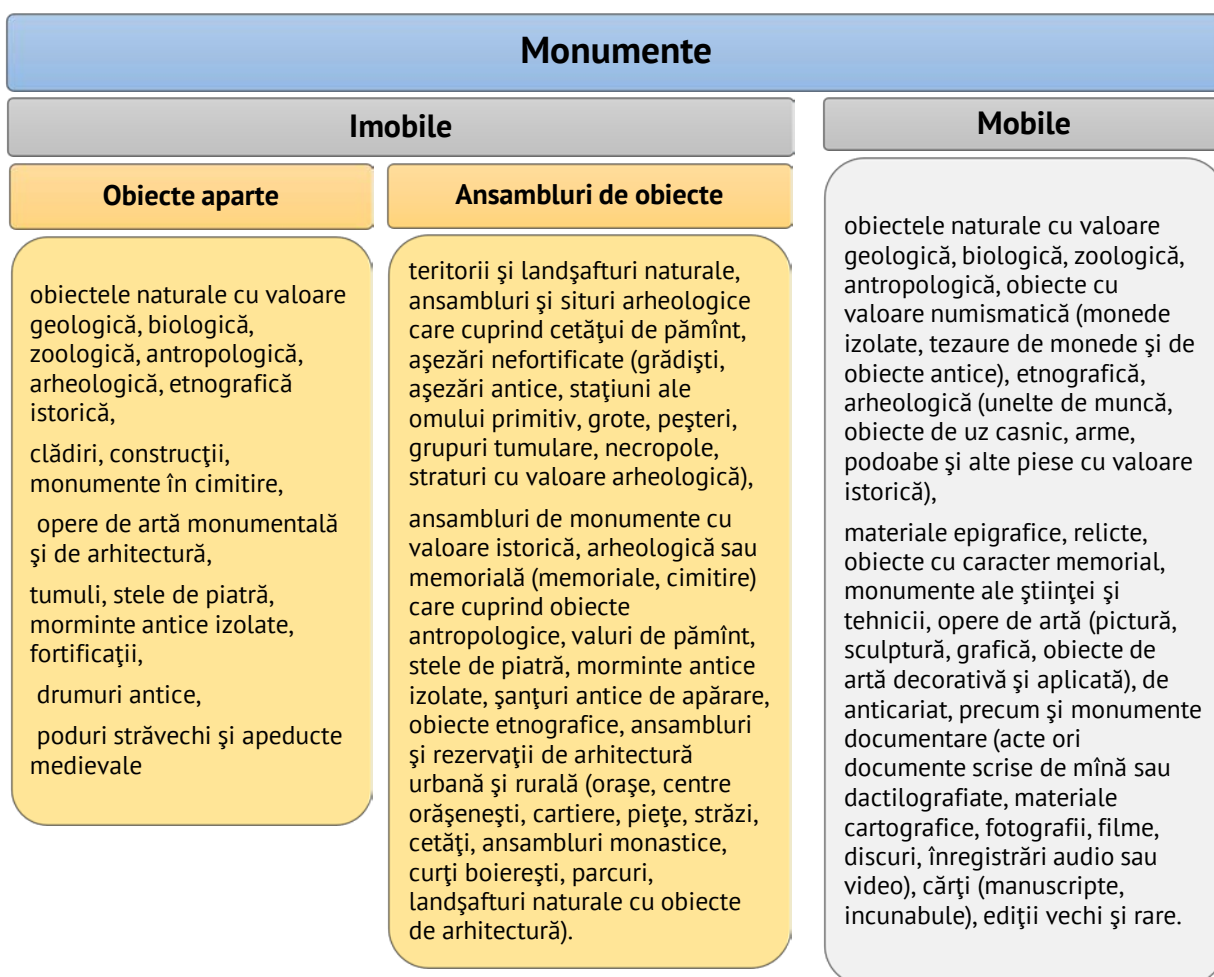 Monumente
Imobile
Mobile
Obiecte aparte
Ansambluri de obiecte
obiectele naturale cu valoare
geologică, biologică,
zoologică, antropologică,
arheologică, etnografică
istorică,
clădiri, construcţii,
monumente în cimitire,
opere de artă monumentală
şi de arhitectură,
tumuli, stele de piatră,
morminte antice izolate,
fortificaţii,
drumuri antice,
poduri străvechi şi apeducte
medievale
teritorii şi landşafturi naturale,
ansambluri şi situri arheologice
care cuprind cetăţui de pămînt,
aşezări nefortificate (grădişti,
aşezări antice, staţiuni ale
omului primitiv, grote, peşteri,
grupuri tumulare, necropole,
straturi cu valoare arheologică),
ansambluri de monumente cu
valoare istorică, arheologică sau
memorială (memoriale, cimitire)
care cuprind obiecte
antropologice, valuri de pămînt,
stele de piatră, morminte antice
izolate, şanţuri antice de apărare,
obiecte etnografice, ansambluri
şi rezervaţii de arhitectură
urbană şi rurală (oraşe, centre
orăşeneşti, cartiere, pieţe, străzi,
cetăţi, ansambluri monastice,
curţi boiereşti, parcuri,
landşafturi naturale cu obiecte
de arhitectură).
obiectele naturale cu valoare
geologică, biologică, zoologică,
antropologică, obiecte cu
valoare numismatică (monede
izolate, tezaure de monede şi de
obiecte antice), etnografică,
arheologică (unelte de muncă,
obiecte de uz casnic, arme,
podoabe şi alte piese cu valoare
istorică),
materiale epigrafice, relicte,
obiecte cu caracter memorial,
monumente ale ştiinţei şi
tehnicii, opere de artă (pictură,
sculptură, grafică, obiecte de
artă decorativă şi aplicată), de
anticariat, precum şi monumente
documentare (acte ori
documente scrise de mînă sau
dactilografiate, materiale
cartografice, fotografii, filme,
discuri, înregistrări audio sau
video), cărţi (manuscripte,
incunabule), ediţii vechi şi rare.